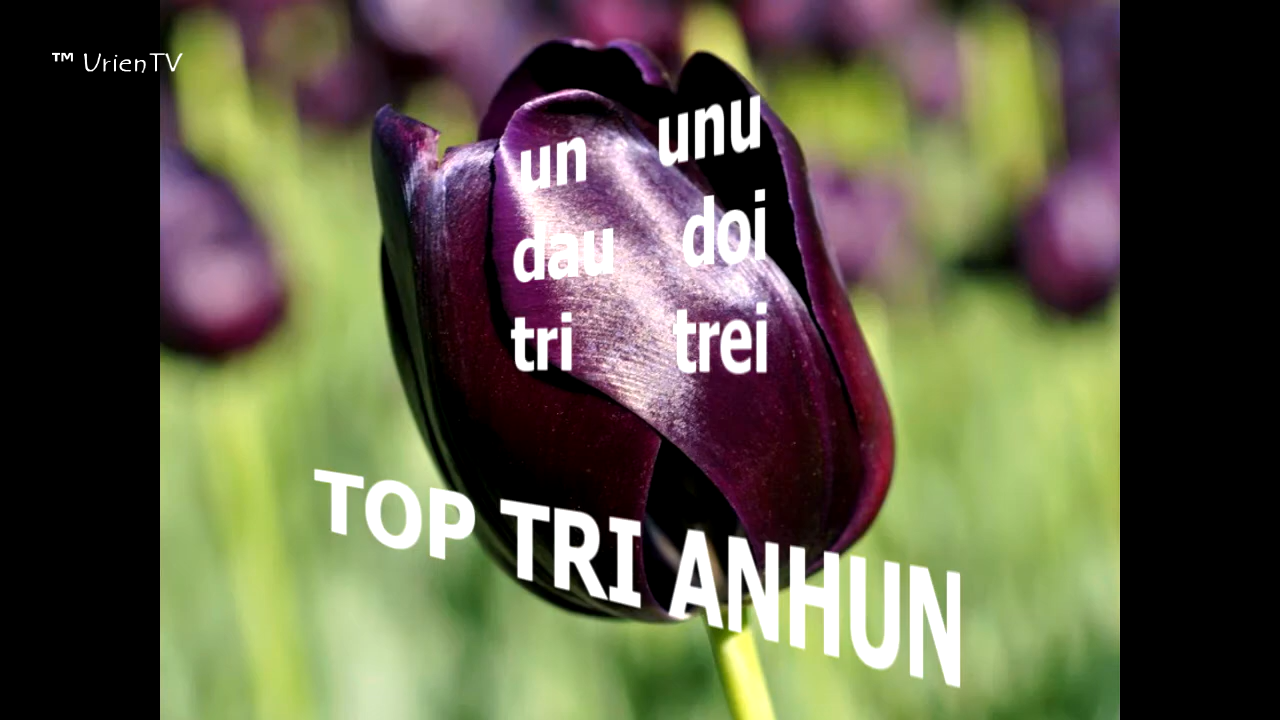 ™ UrienTV
un unu
dau doi
tri trei
TOP TRI ANHUN